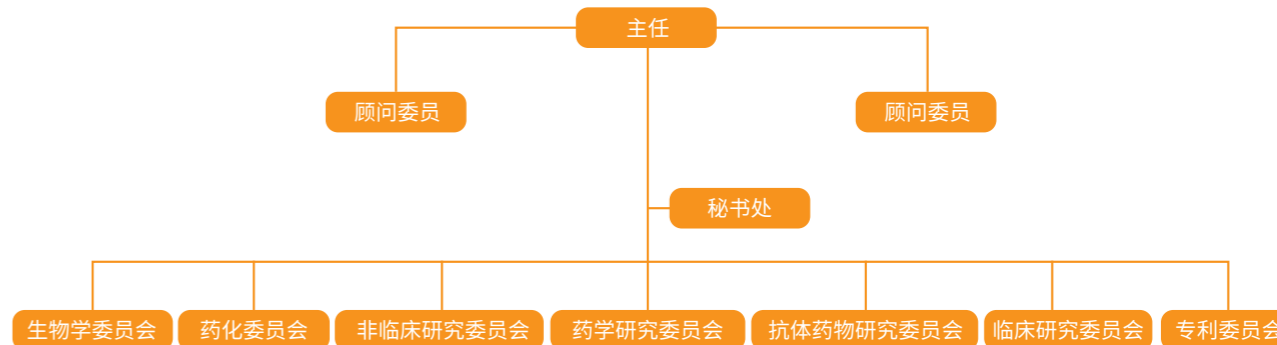 主任
顾问委员
顾问委员
秘书处
生物学委员会
药化委员会
非临床研究委员会
药学研究委员会
抗体药物研究委员会
临床研究委员会
专利委员会